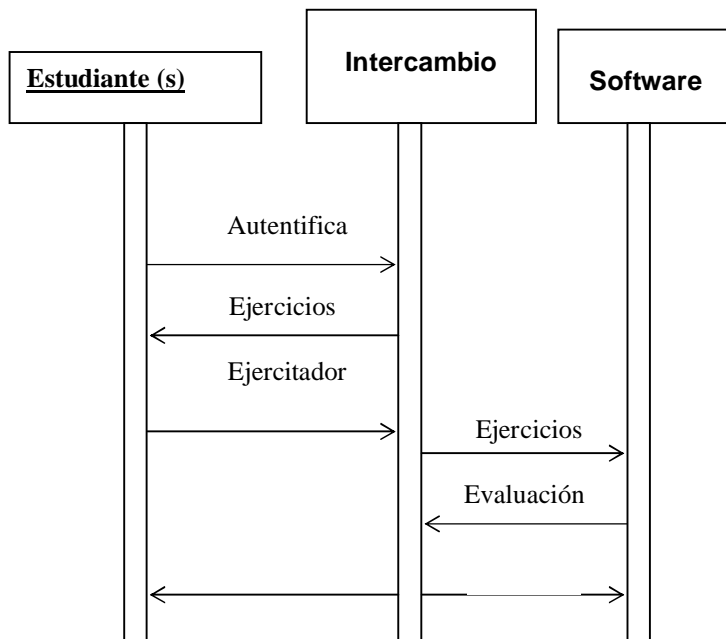 Estudiante (s)
Intercambio
Software
Autentifica
Ejercicios
Ejercitador
Ejercicios
Evaluación